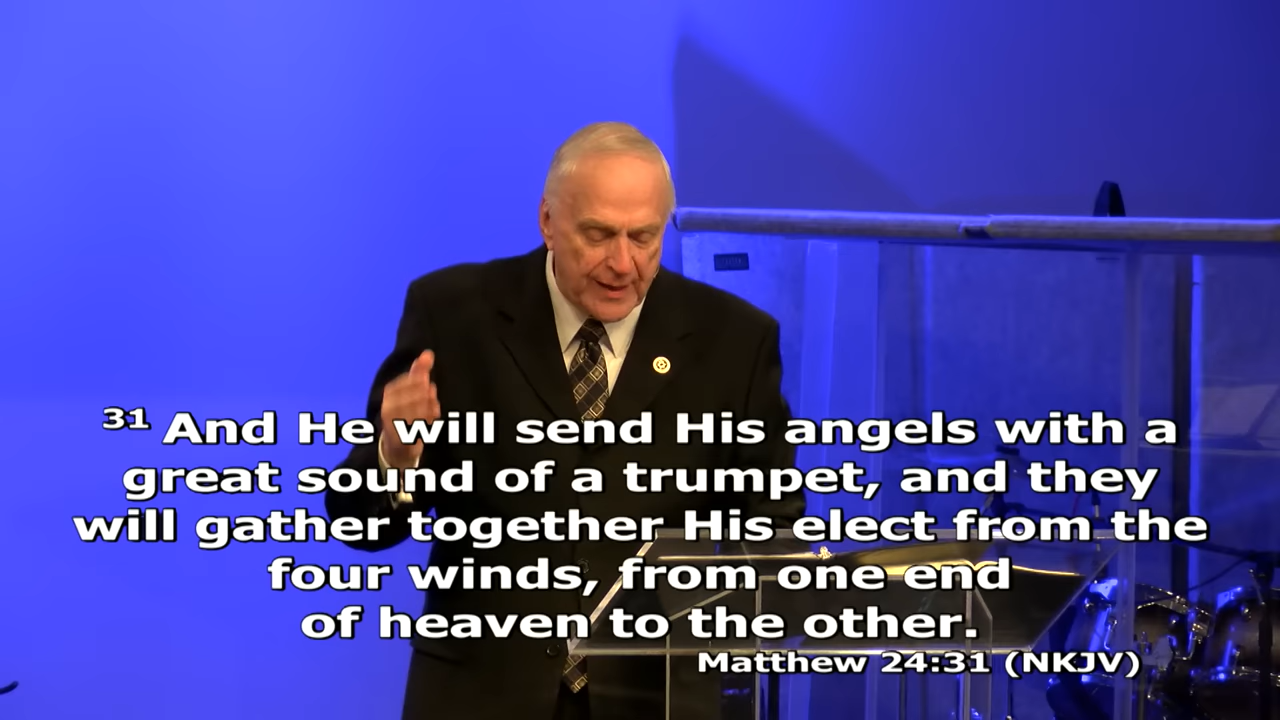 31 And He will send His angels with a
great sound of a trumpet, and they
will gather together His elect from the
four winds, from one end
of heaven to the other.
Matthew 24:31 (NKJV)